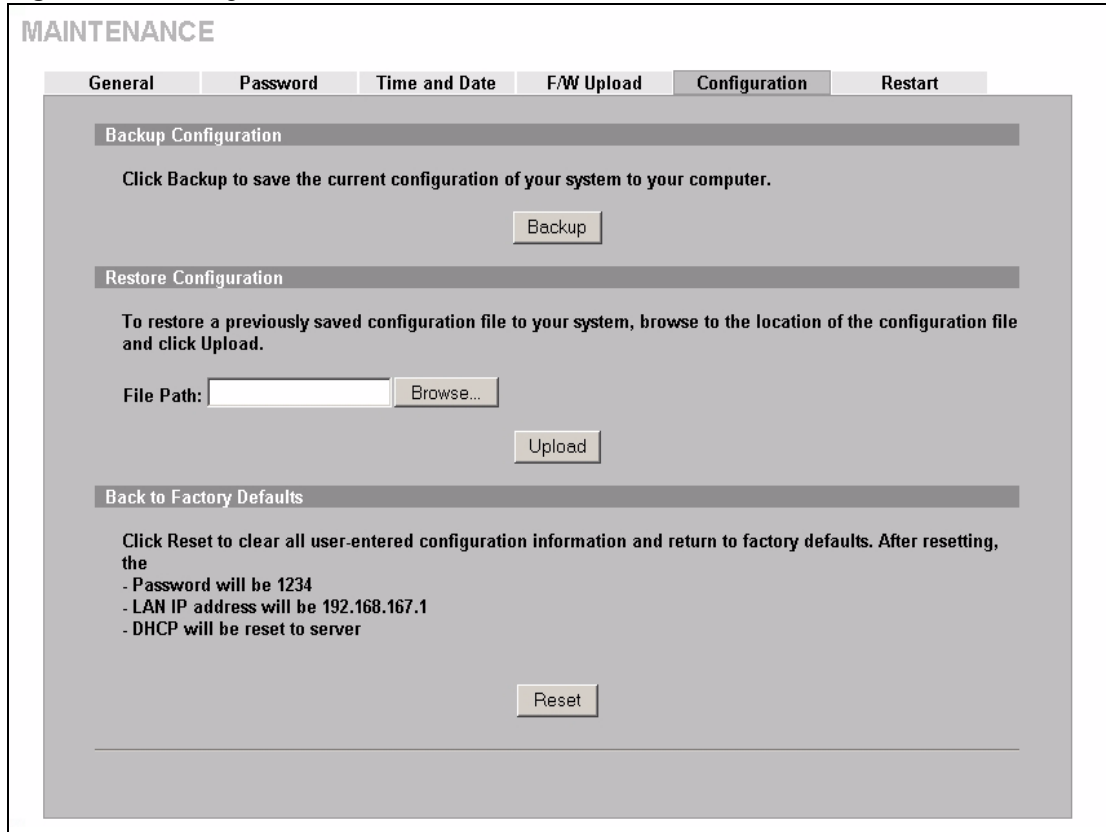 MAINTENANCE
General Password Time and Date F/W Upload Configuration Restart
Backup Configuration
Click Backup to save the current configuration of your system to your computer.
Backup
Restore Configuration
To restore a previously saved configuration file to your system, browse to the location of the configuration file
and click Upload.
File Path: Browse...
Upload
Back to Factory Defaults
Click Reset to clear all user-entered configuration information and return to factory defaults. After resetting,
the
- Password will be 1234
- LAN IP address will be 192.168.167.1
- DHCP will be reset to server
Reset